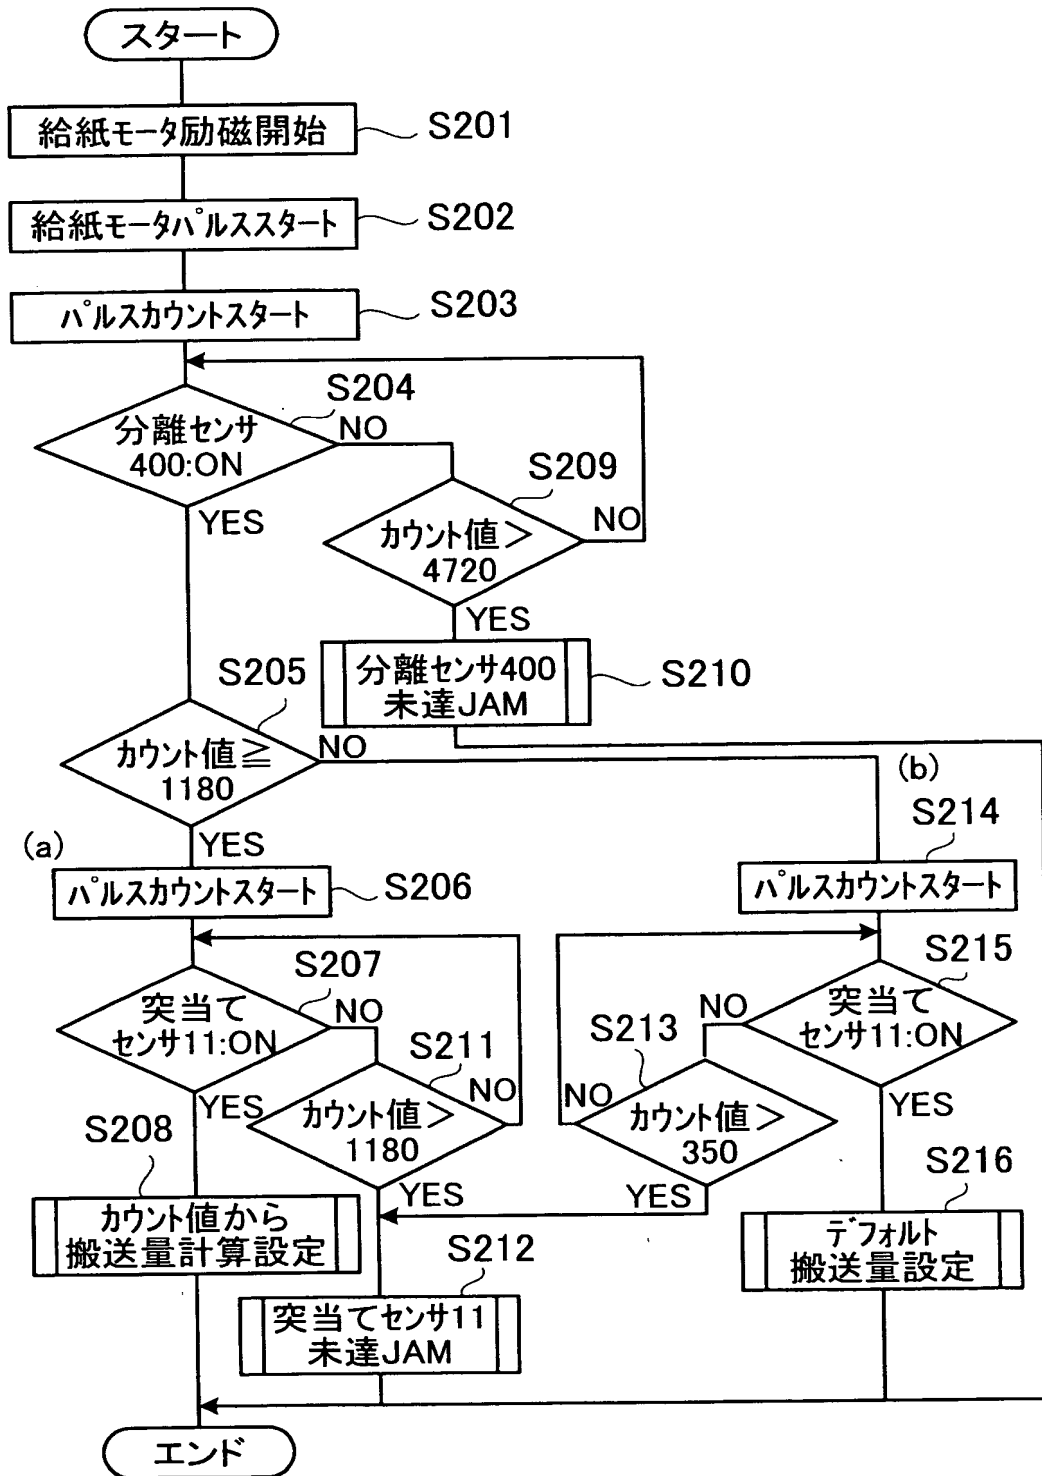 スタート
給紙モータ励磁開始
S201
給紙モータパルススタート
S202
パルスカウントスタート
S203
S204
分離センサ
400:ON
NO
YES
S209
カウント値>
4720
NO
YES
分離センサ400
未達JAM
S210
S205
カウント値≧
1180
NO
YES
(a)
(b)
パルスカウントスタート
S206
S214
パルスカウントスタート
S207
突当て
センサ11:ON
NO
YES
S211
カウント値>
1180
NO
YES
S215
突当て
センサ11:ON
NO
YES
S213
カウント値>
350
NO
YES
S208
カウント値から
搬送量計算設定
S216
デフォルト
搬送量設定
S212
突当てセンサ11
未達JAM
エンド